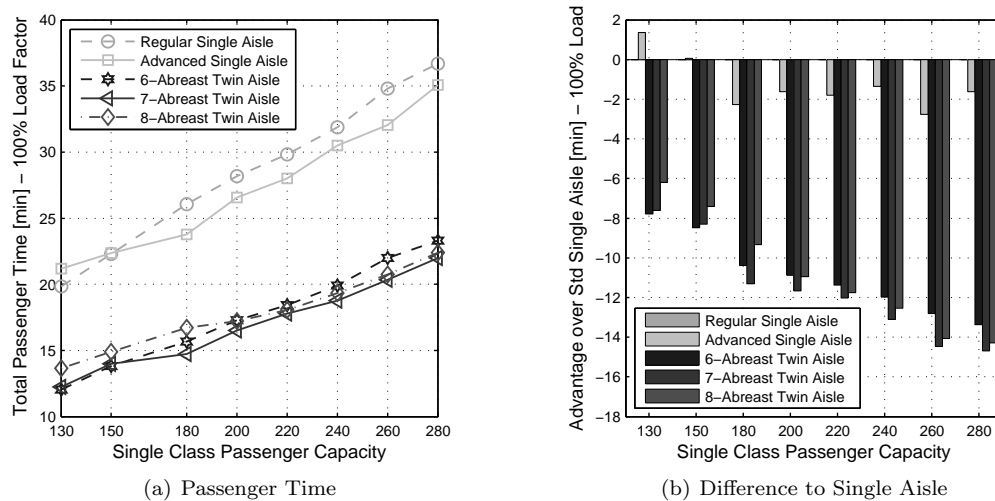 Total Passenger Time [min] − 100% Load Factor
40
35
30
25
20
15
10
Regular Single Aisle
Advanced Single Aisle
6−Abreast Twin Aisle
7−Abreast Twin Aisle
8−Abreast Twin Aisle
130 150 180 200 220 240 260 280
Single Class Passenger Capacity
(a) Passenger Time
Advantage over Std Single Aisle [min] − 100% Load
2
0
−2
−4
−6
−8
−10
−12
−14
−16
−18
Regular Single Aisle
Advanced Single Aisle
6−Abreast Twin Aisle
7−Abreast Twin Aisle
8−Abreast Twin Aisle
130 150 180 200 220 240 260 280
Single Class Passenger Capacity
(b) Difference to Single Aisle